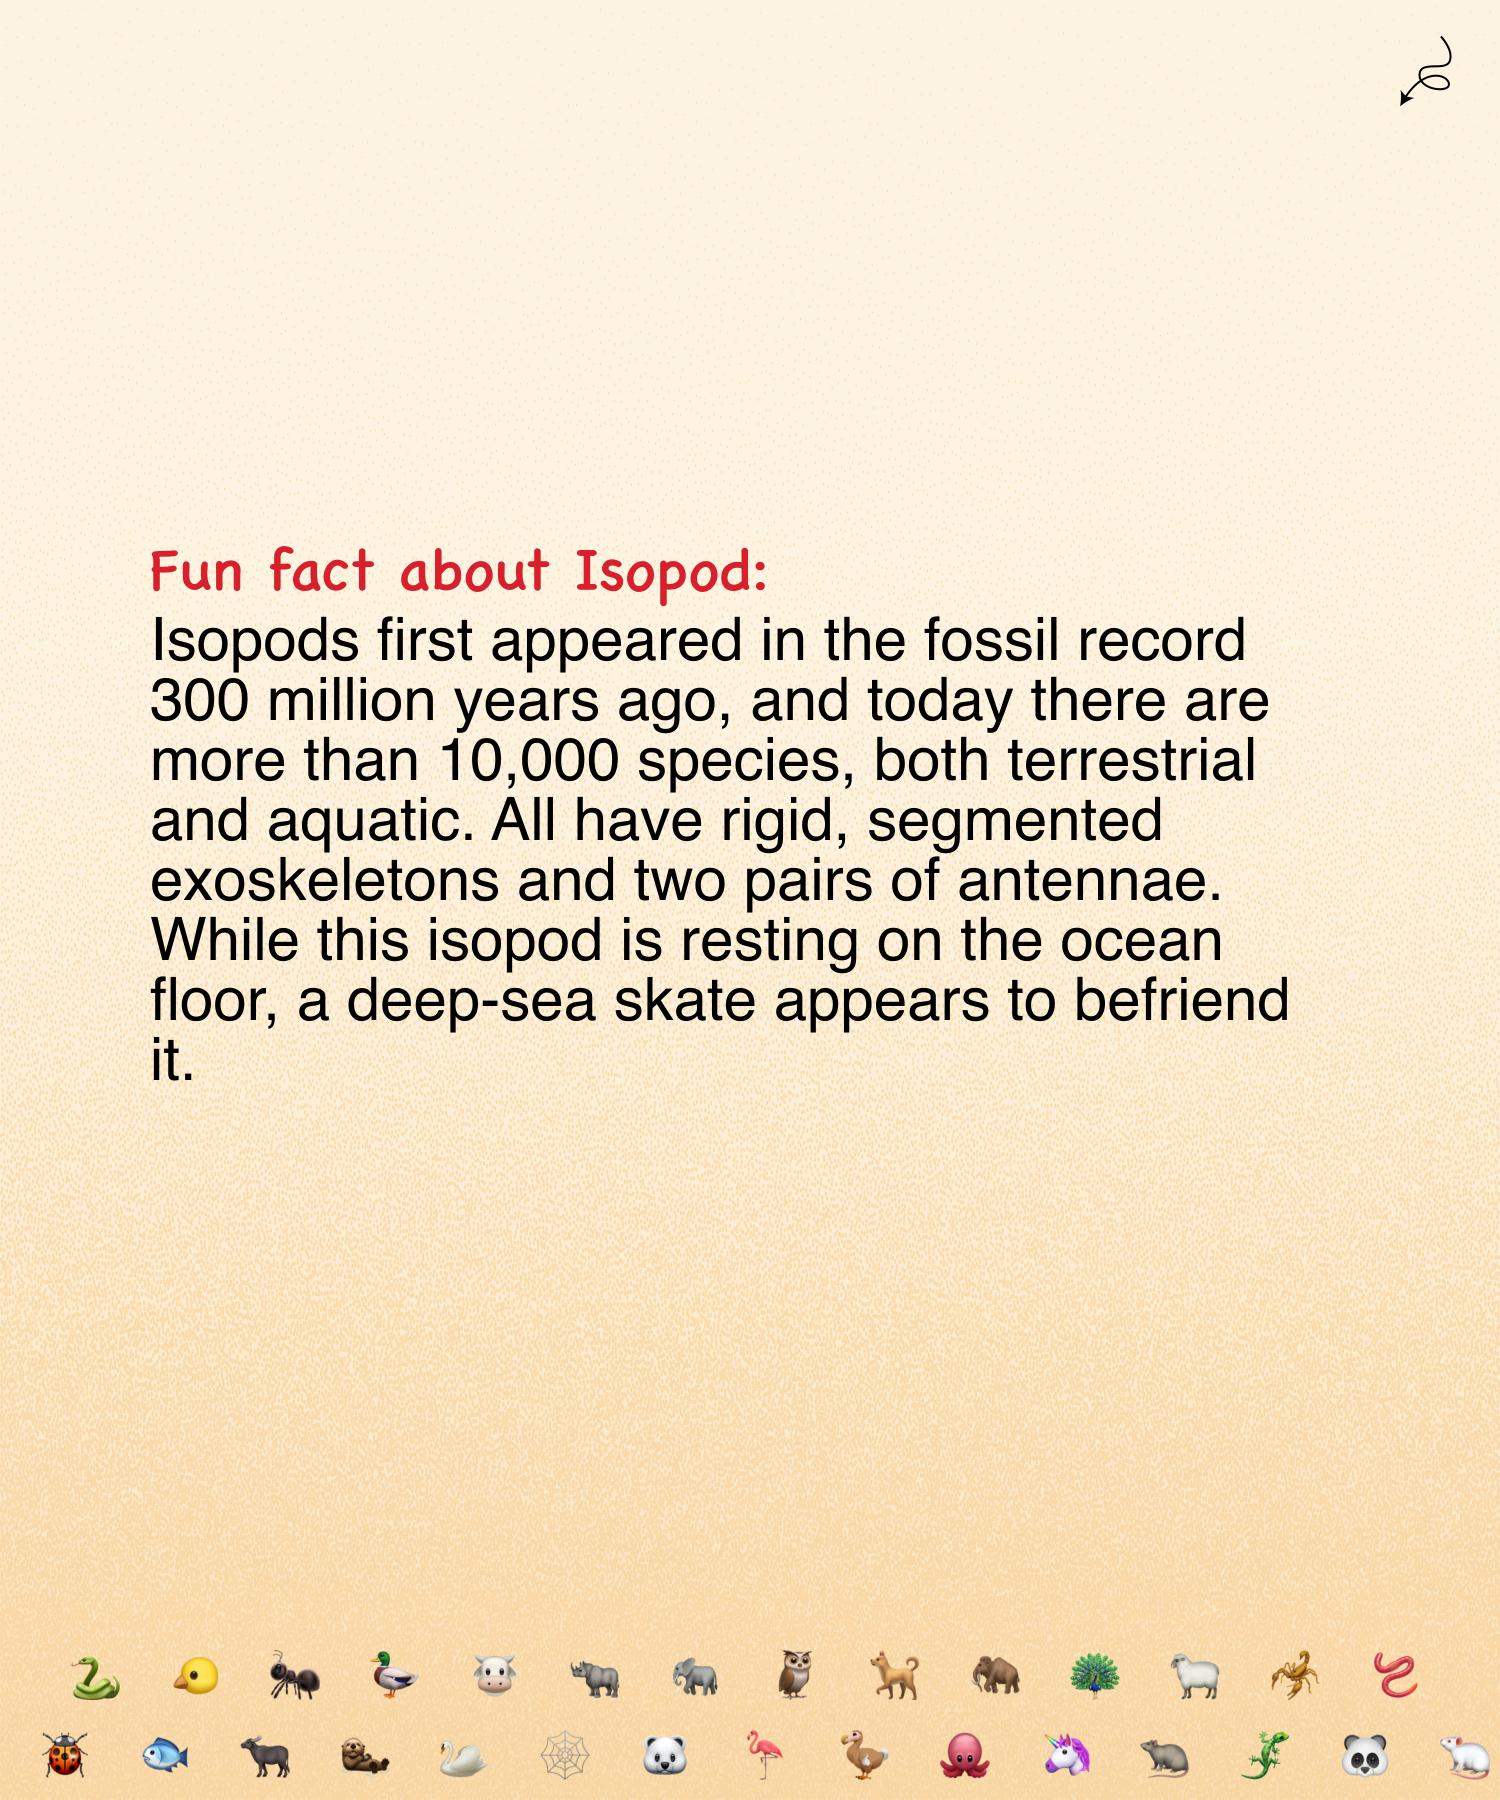 Fun fact about Isopod:
Isopods first appeared in the fossil record
300 million years ago, and today there are
more than 10,000 species, both terrestrial
and aquatic. All have rigid, segmented
exoskeletons and two pairs of antennae.
While this isopod is resting on the ocean
floor, a deep-sea skate appears to befriend
it.